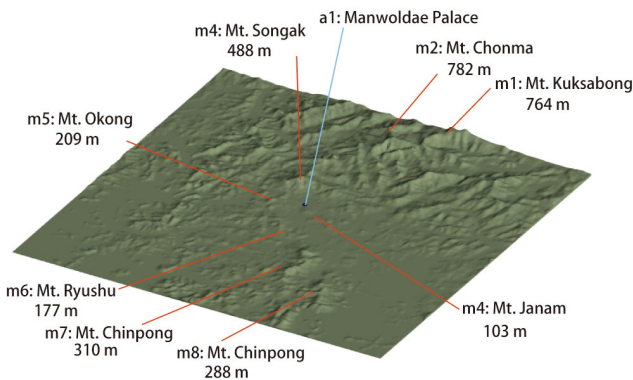 a1: Manwoldae Palace
m4: Mt. Songak
488 m
m2: Mt. Chonma
782 m
m1: Mt. Kuksabong
764 m
m5: Mt. Okong
209 m
m6: Mt. Ryushu
177 m
m7: Mt. Chinpong
310 m
m8: Mt. Chinpong
288 m
m4: Mt. Janam
103 m